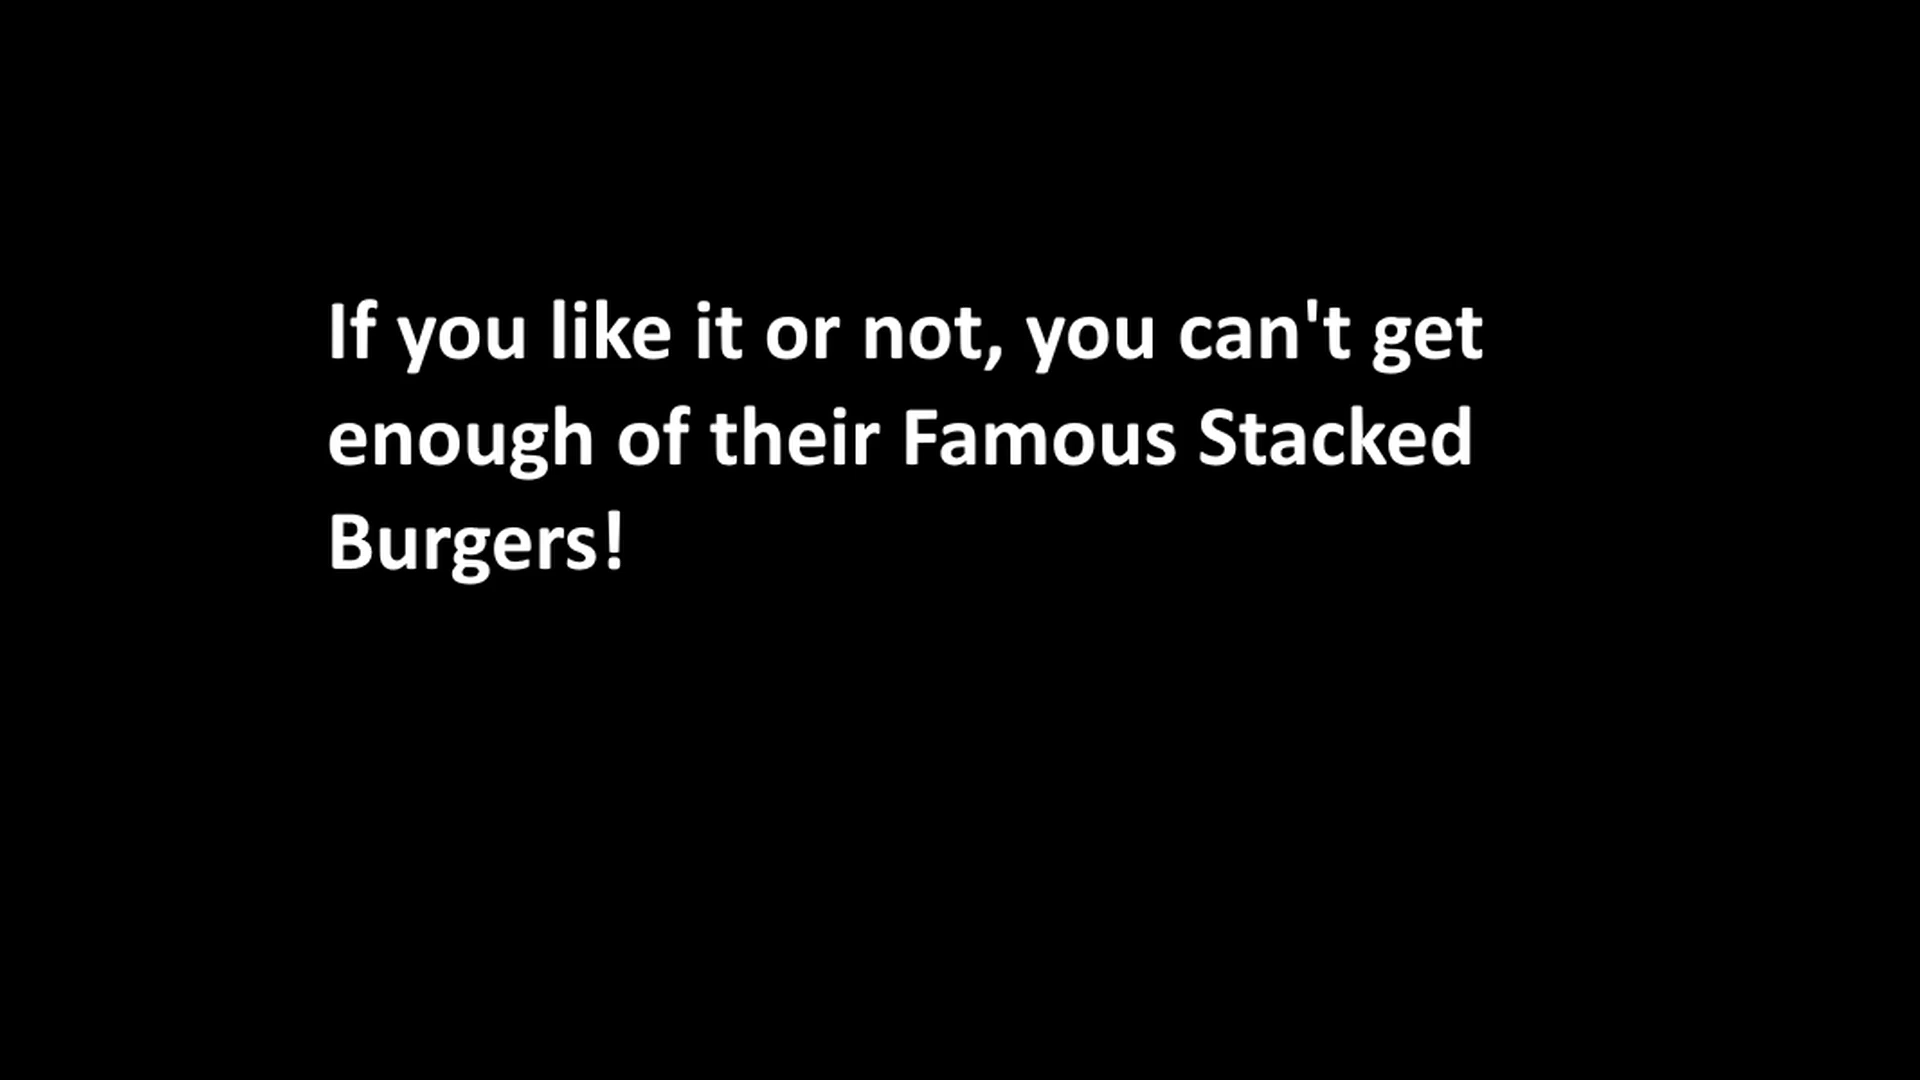 If you like it or not, you can't get
enough of their Famous Stacked
Burgers!